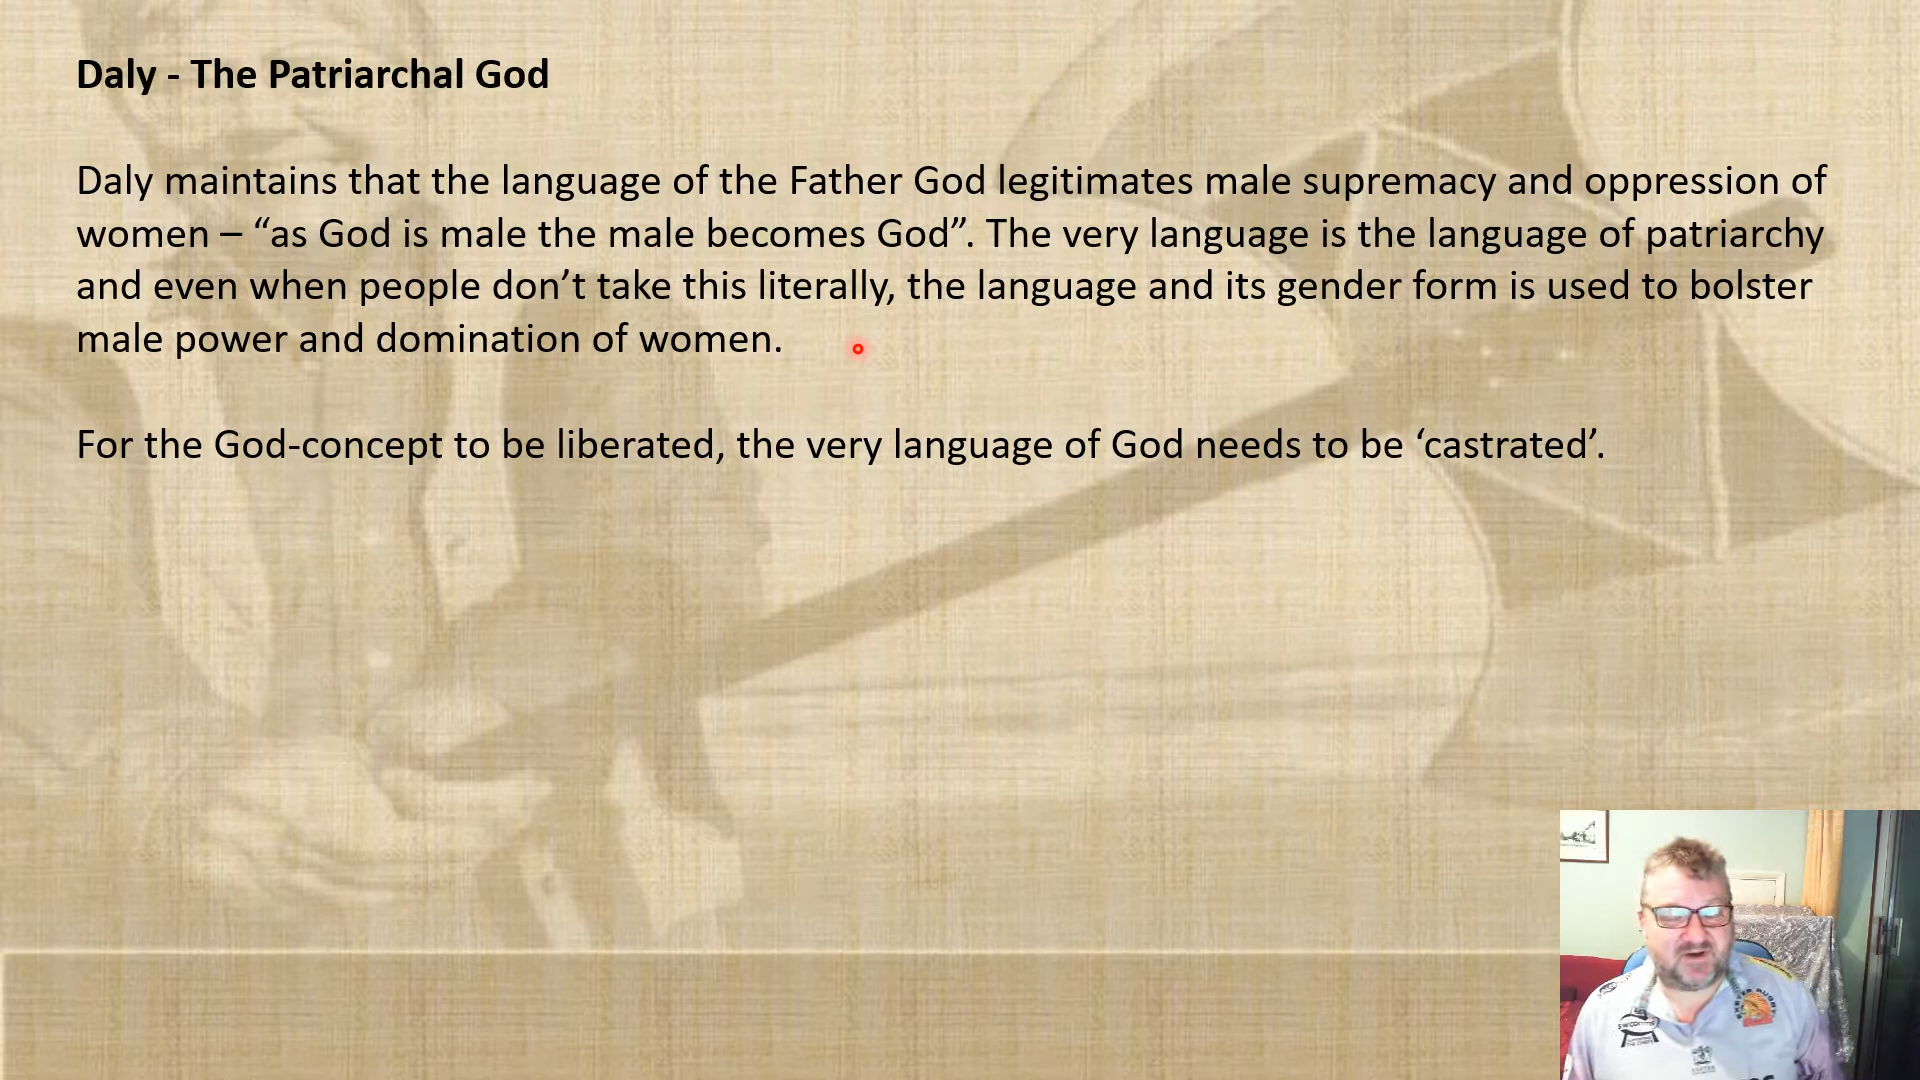 Daly - The Patriarchal God
Daly maintains that the language of the Father God legitimates male supremacy and oppression of
women – “as God is male the male becomes God”. The very language is the language of patriarchy
and even when people don’t take this literally, the language and its gender form is used to bolster
male power and domination of women.
For the God-concept to be liberated, the very language of God needs to be ‘castrated’.